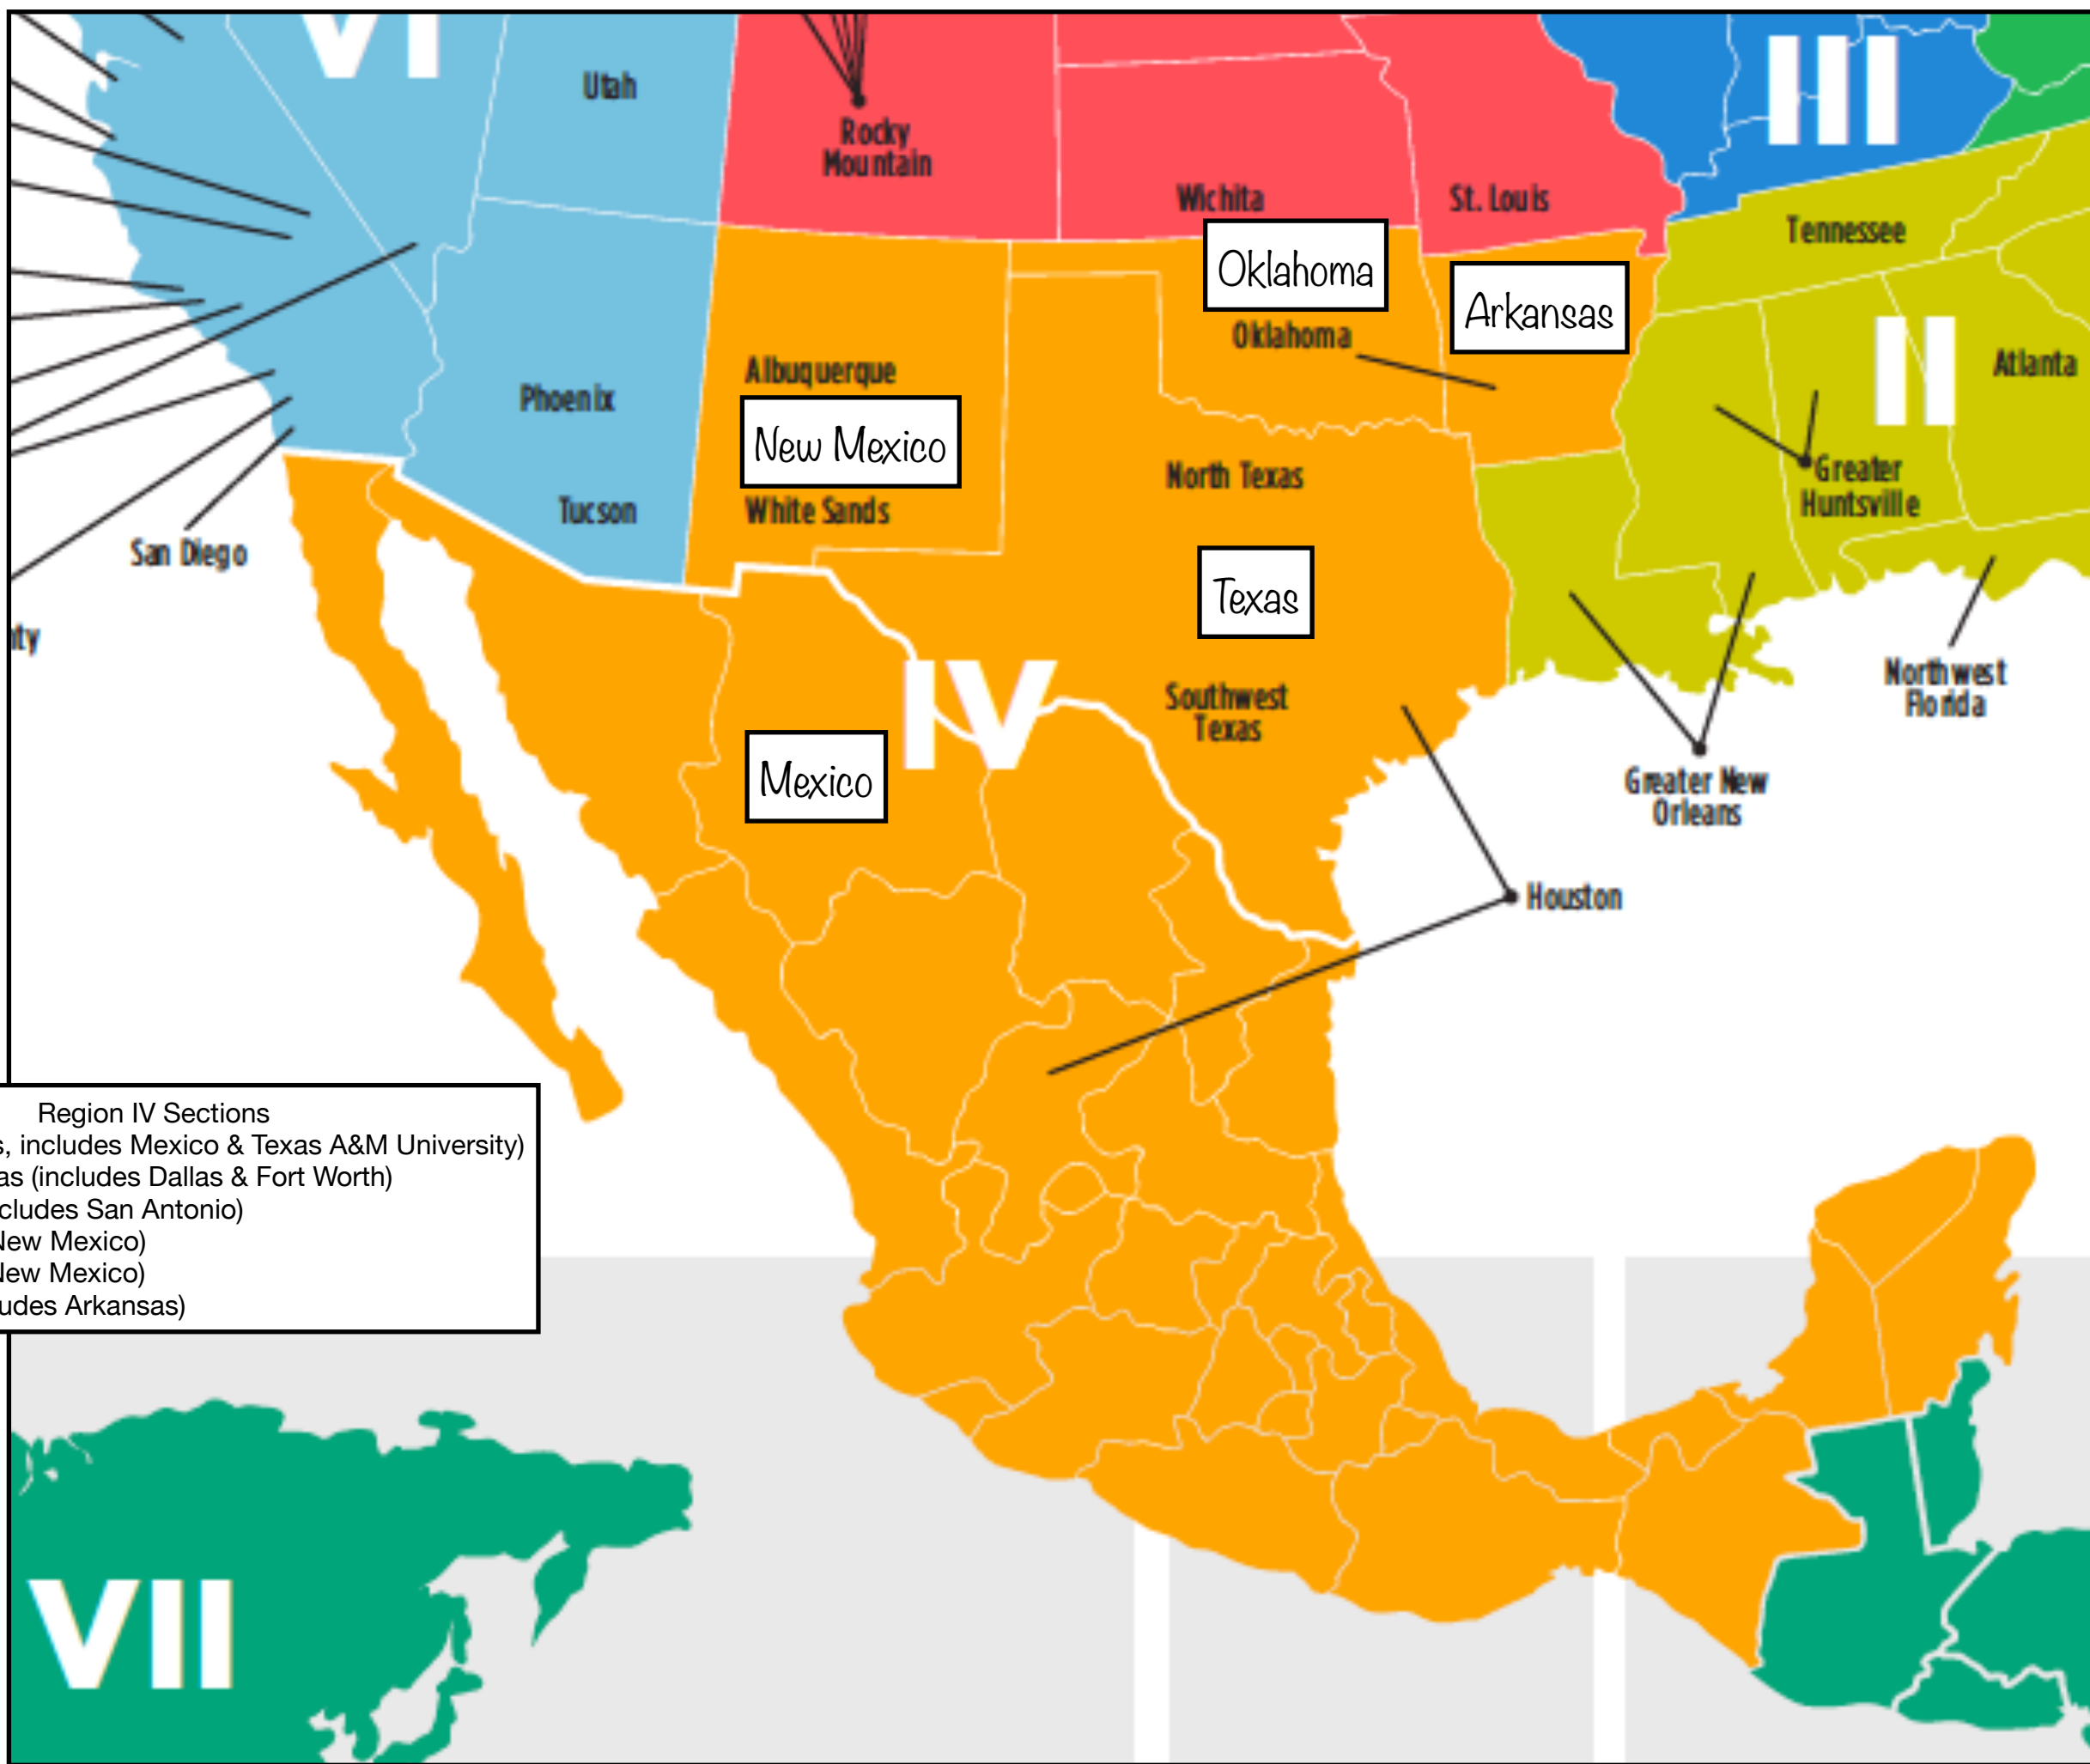 VI
III
Utah
Rocky
Mountain
Wichita
St. Louis
Tennessee
Oklahoma
Arkansas
Oklahoma
II
Atlanta
Albuquerque
Phoenix
New Mexico
North Texas
Greater
Huntsville
Tucson
White Sands
San Diego
Texas
Northwest
Florida
IV
Southwest
Texas
Mexico
Greater New
Orleans
Houston
Region IV Sections
, includes Mexico & Texas A&M University)
(includes Dallas & Fort Worth)
San Antonio)
New Mexico)
New Mexico)
Arkansas)
VII